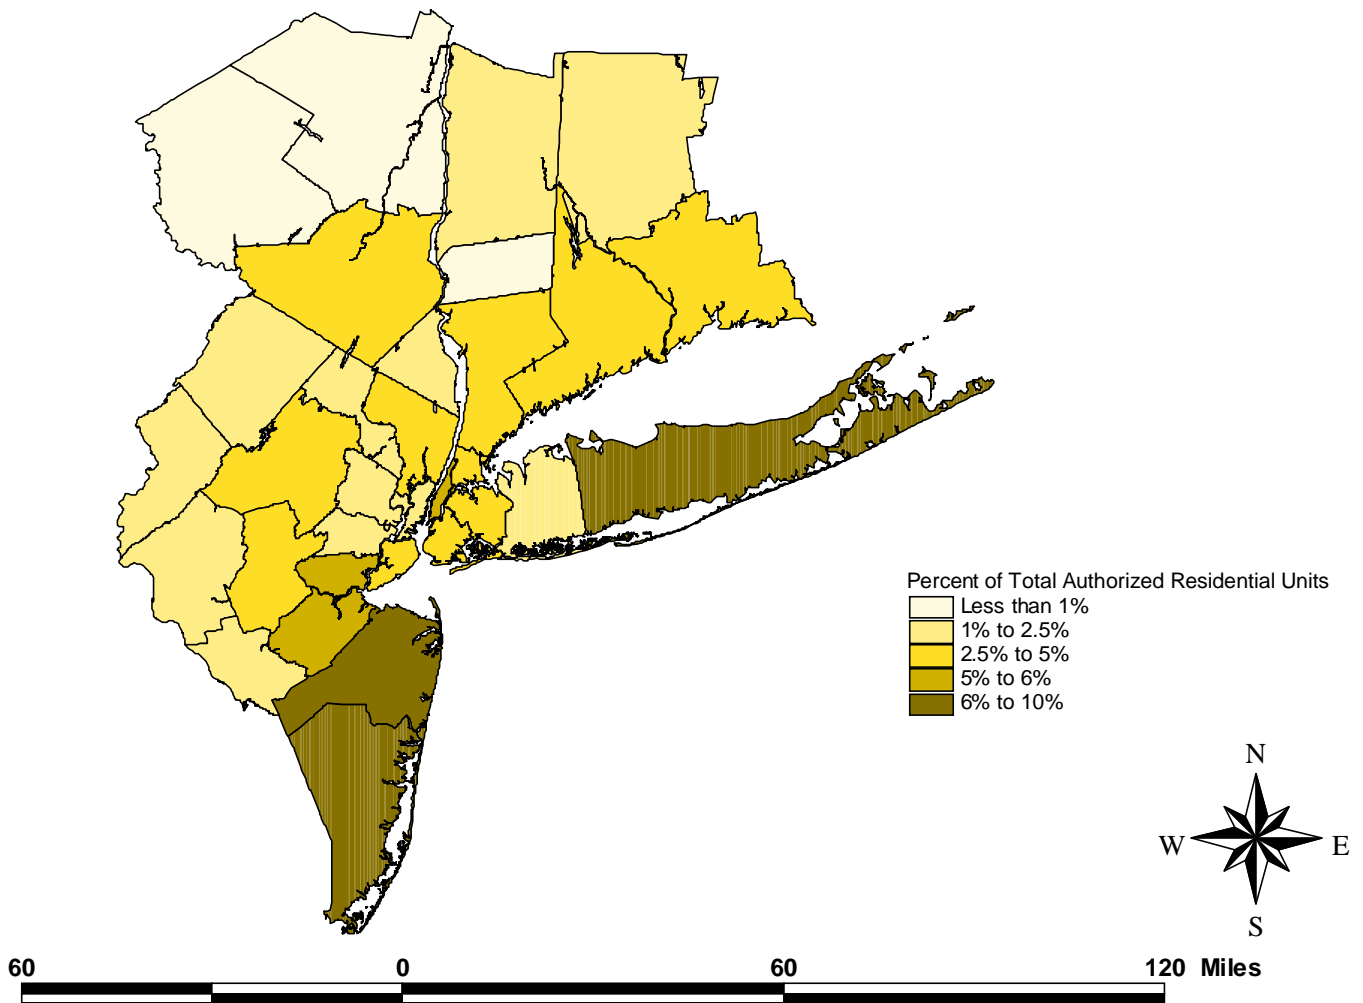 Percent of Total Authorized Residential Units
Less than 1%
1% to 2.5%
2.5% to 5%
5% to 6%
6% to 10%
N
W E
S
60 0 60 120 Miles